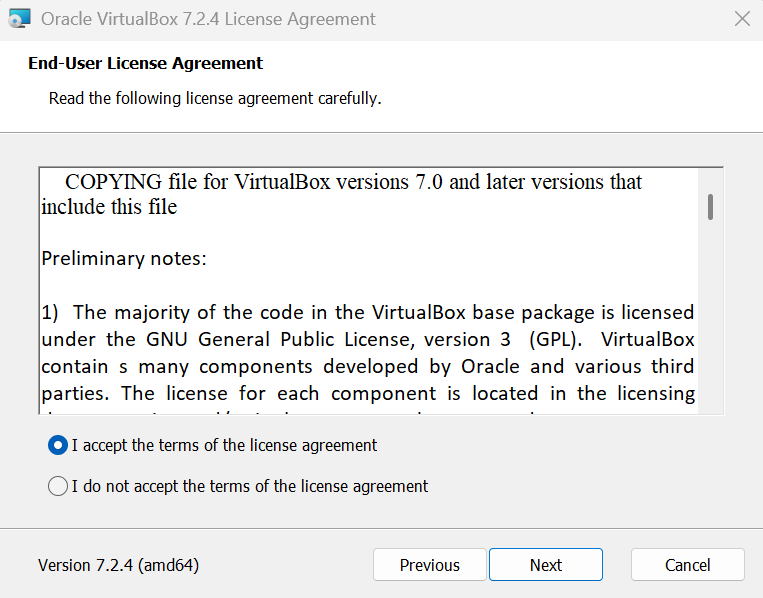 Oracle VirtualBox 7.2.4 License Agreement
End-User License Agreement
Read the following license agreement carefully.
COPYING file for VirtualBox versions 7.0 and later versions that
include this file
Preliminary notes:
1) The majority of the code in the VirtualBox base package is licensed
under the GNU General Public License, version 3 (GPL). VirtualBox
contain s many components developed by Oracle and various third
parties. The license for each component is located in the licensing
I accept the terms of the license agreement
I do not accept the terms of the license agreement
Version 7.2.4 (amd64)
Previous
Next
Cancel